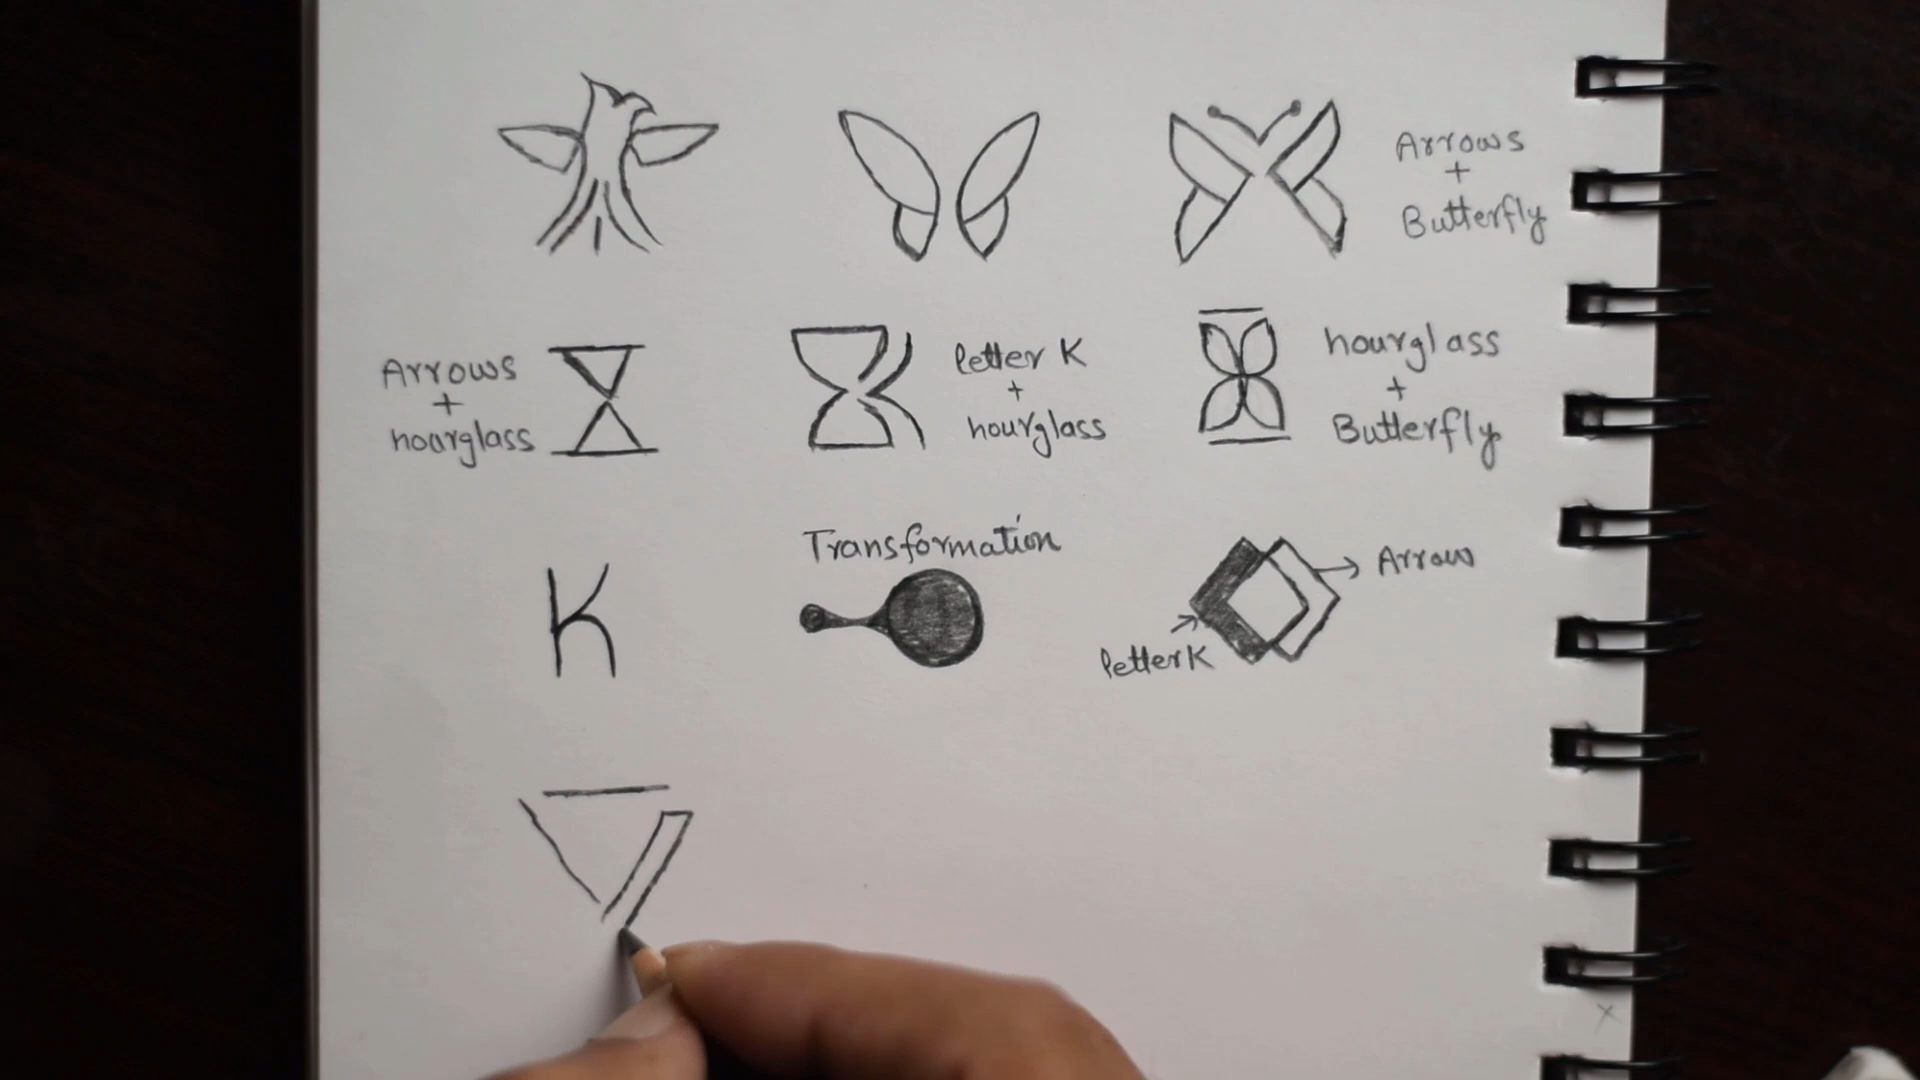 Arrows
+
Butterfly
Arrows
+
hourglass
letter K
+
hourglass
hourglass
+
Butterfly
K
Transformation
Arrow
letter K
x